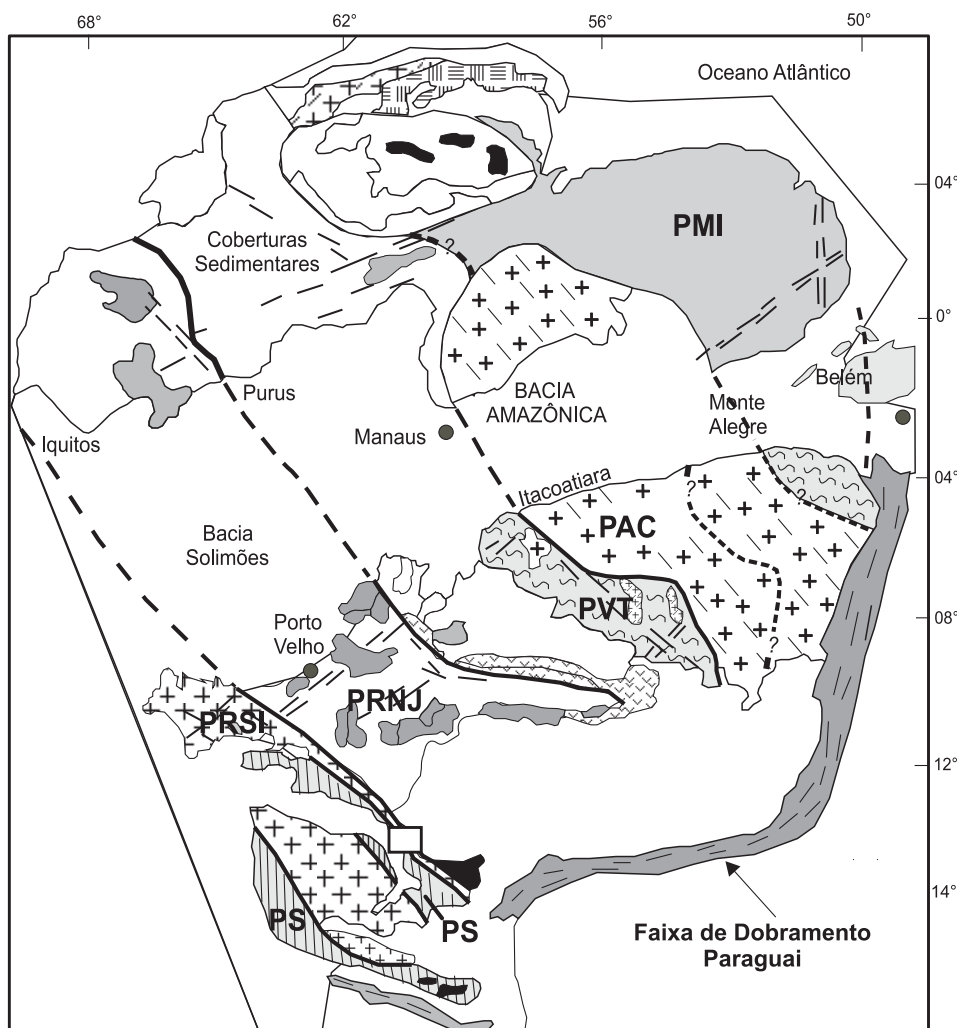 68°
62°
56°
50°
Oceano Atlântico
04°
PMI
Coberturas
Sedimentares
?
0°
Purus
BACIA
AMAZÔNICA
Belém
Monte
Alegre
Manaus
Iquitos
04°
Itacoatiara
?
?
PAC
Bacia
Solimões
PVT
08°
Porto
Velho
?
PRNJ
PRSI
12°
14°
PS
PS
Faixa de Dobramento
Paraguai